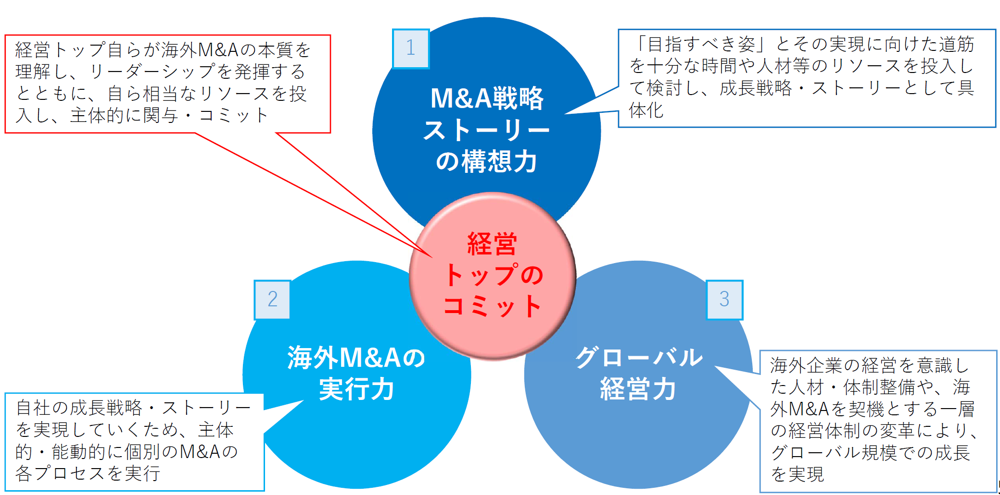 経営トップ自らが海外M&Aの本質を
理解し、リーダーシップを発揮する
とともに、自ら相当なリソースを投
入し、主体的に関与・コミット
1
M&A戦略
ストーリー
の構想力
「目指すべき姿」とその実現に向けた道筋
を十分な時間や人材等のリソースを投入し
て検討し、成長戦略・ストーリーとして具
体化
経営
トップの
コミット
2
海外M&Aの
実行力
自社の成長戦略・ストーリー
を実現していくため、主体
的・能動的に個別のM&Aの
各プロセスを実行
3
グローバル
経営力
海外企業の経営を意識し
た人材・体制整備や、海
外M&Aを契機とする一層
の経営体制の変革により、
グローバル規模での成長
を実現